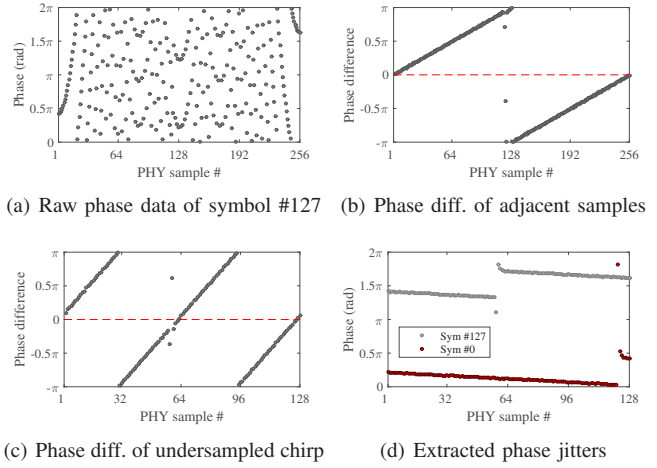 2π
1.5π
π
0.5π
0
Phase (rad)
1 64 128 192 256
PHY sample #
(a) Raw phase data of symbol #127
π
0.5π
0
-0.5π
-π
Phase difference
1 64 128 192 256
PHY sample #
(b) Phase diff. of adjacent samples
π
0.5π
0
-0.5π
-π
Phase difference
1 32 64 96 128
PHY sample #
(c) Phase diff. of undersampled chirp
2π
1.5π
π
0.5π
0
Phase (rad)
Sym #127
Sym #0
1 32 64 96 128
PHY sample #
(d) Extracted phase jitters